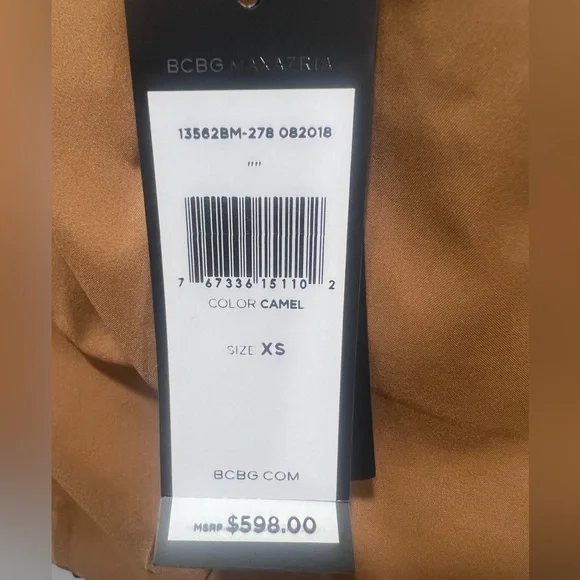 BCBG MAXAZRIA
13562BM-278 082018
""
7 67336 15110 2
COLOR CAMEL
SIZE XS
BCBG.COM
MSRP $598.00